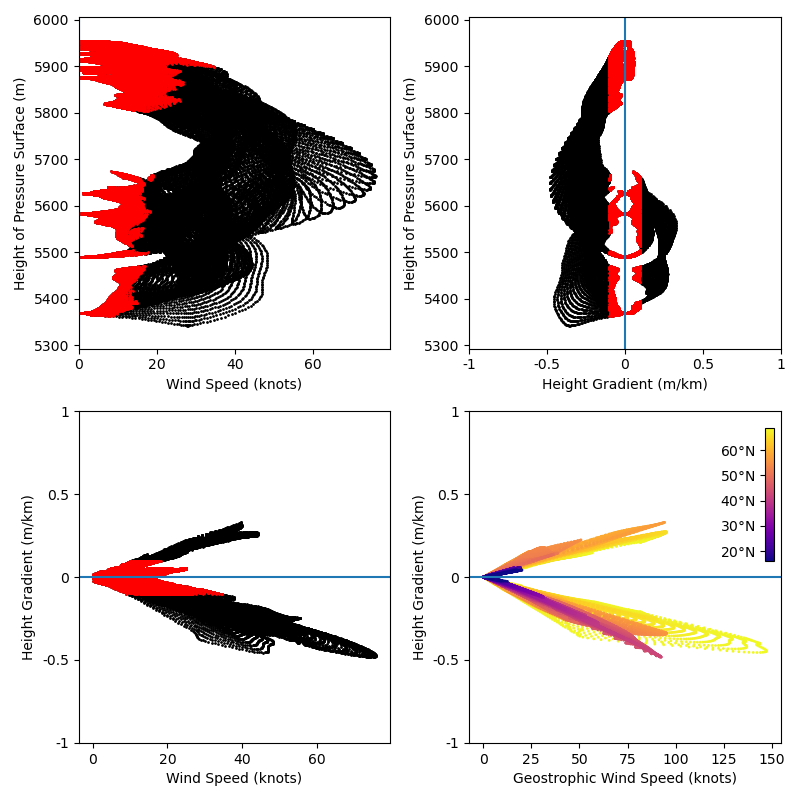 6000
5900
5800
5700
5600
5500
5400
5300
Height of Pressure Surface (m)
0 20 40 60
Wind Speed (knots)
6000
5900
5800
5700
5600
5500
5400
5300
Height of Pressure Surface (m)
-1 -0.5 0 0.5 1
Height Gradient (m/km)
1
0.5
0
-0.5
-1
Height Gradient (m/km)
0 20 40 60
Wind Speed (knots)
1
0.5
0
-0.5
-1
Height Gradient (m/km)
60°N
50°N
40°N
30°N
20°N
0 25 50 75 100 125 150
Geostrophic Wind Speed (knots)